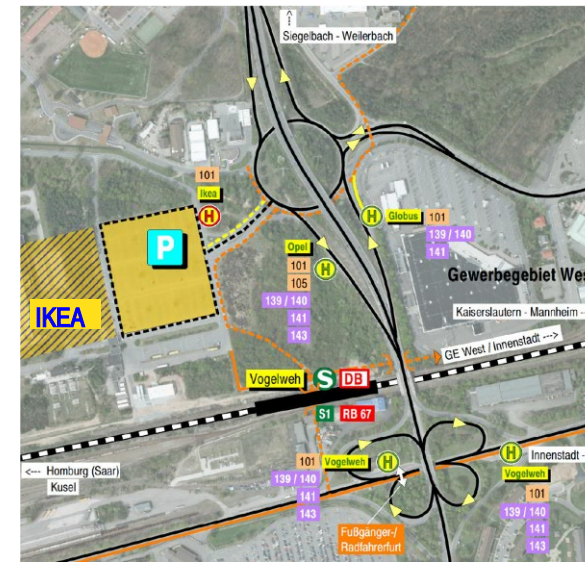 Siegelbach - Weilerbach
101
Ikea
H
P
IKEA
H
Globus
101
139 / 140
141
Opel
H
101
105
139 / 140
141
143
Gewerbegebiet Wes
Kaiserslautern - Mannheim -
GE West / Innenstadt --->
Vogelweh
S
DB
S1
RB 67
<--- Homburg (Saar)
Kusel
101
Vogelweh
H
139 / 140
141
143
Fußgänger-/
Radfahrerfurt
H
Innenstadt -
Vogelweh
101
139 / 140
141
143